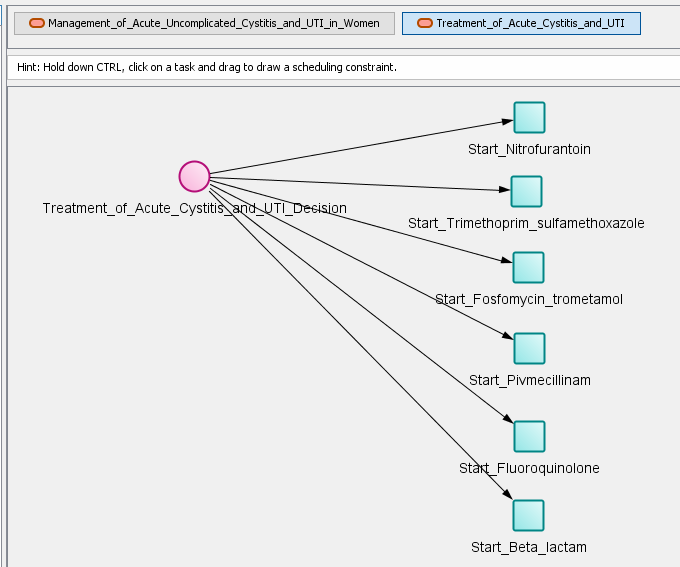 Management_of_Acute_Uncomplicated_Cystitis_and_UTI_in_Women
Treatment_of_Acute_Cystitis_and_UTI
Hint: Hold down CTRL, click on a task and drag to draw a scheduling constraint.
Start_Nitrofurantoin
Treatment_of_Acute_Cystitis_and_UTI_Decision
Start_Trimethoprim_sulfamethoxazole
Start_Fosfomycin_trometamol
Start_Pivmecillinam
Start_Fluoroquinolone
Start_Beta_lactam